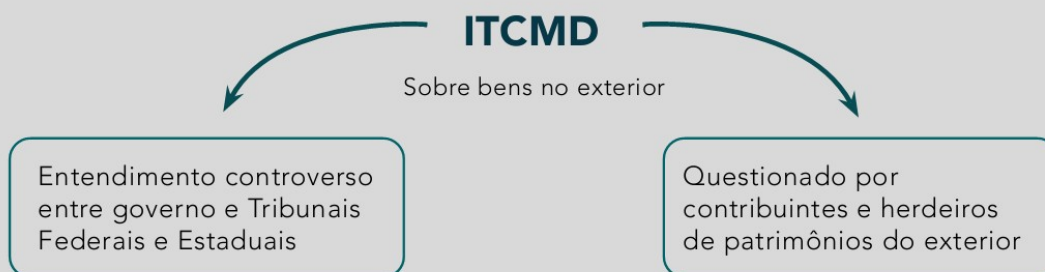 ITCMD
Sobre bens no exterior
Entendimento controverso
entre governo e Tribunais
Federais e Estaduais
Questionado por
contribuintes e herdeiros
de patrimônios do exterior